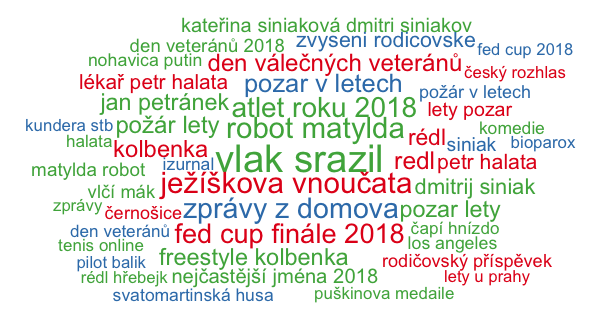 kateřina siniaková dmitri siniakov
den veteránů 2018 zvyseni rodicovske fed cup 2018
nohavica putin den válečných veteránů český rozhlas
lékař petr halata pozar v letech požár v letech
jan petránek atlet roku 2018 lety pozar
kundera stb požár lety robot matylda rédl siniak komedie bioparox
halata kolbenka izurnal vlak srazil redl petr halata
matylda robot ježíškova vnoučata dmitrij siniak
vlčí mák
zprávy černošice zprávy z domova pozar lety
den veteránů fed cup finále 2018 čapí hnízdo
tenis online los angeles
pilot balik freestyle kolbenka rodičovský příspěvek
rédl hřebejk nejčastější jména 2018 lety u prahy
svatomartinská husa puškinova medaile